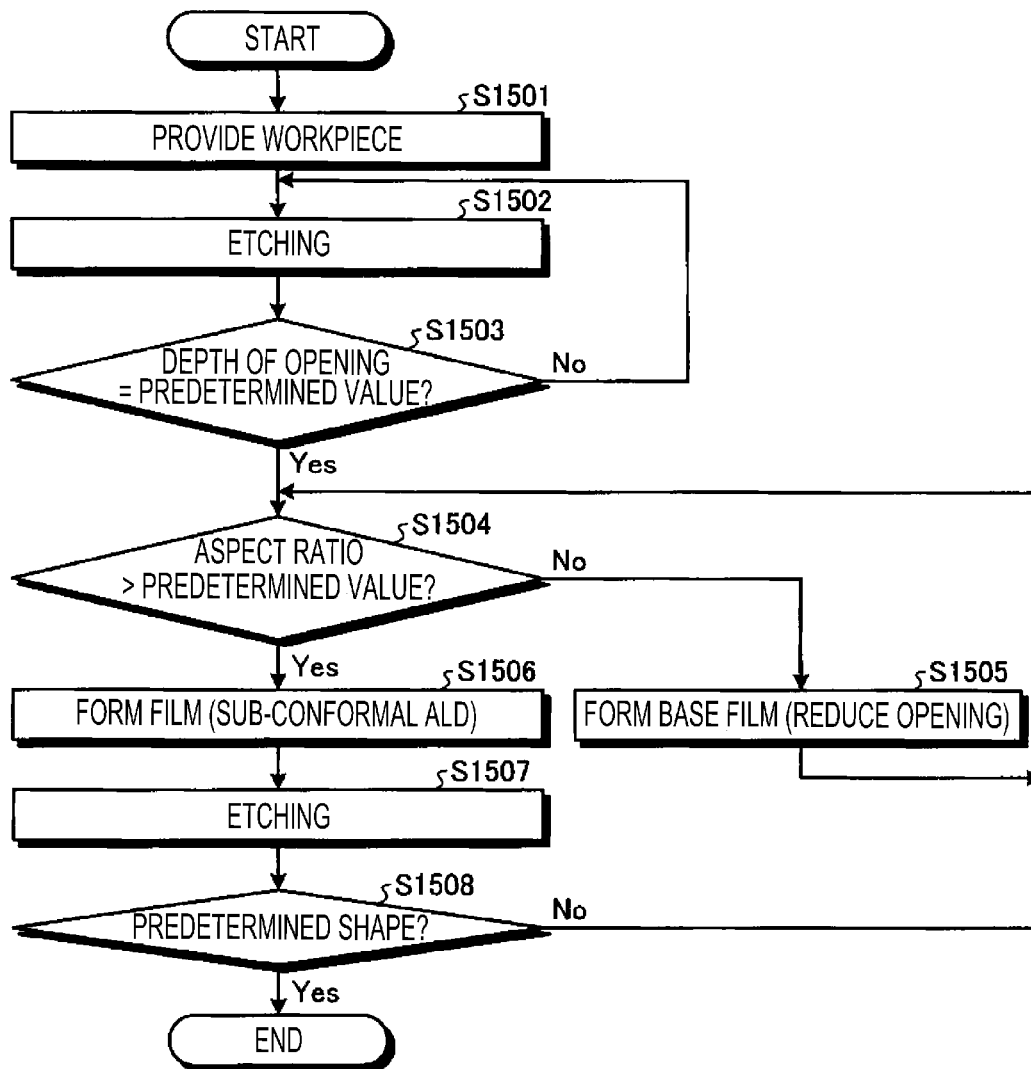 START
S1501
PROVIDE WORKPIECE
S1502
ETCHING
S1503
DEPTH OF OPENING
= PREDETERMINED VALUE?
No
Yes
S1504
ASPECT RATIO
> PREDETERMINED VALUE?
No
Yes
S1506
FORM FILM (SUB-CONFORMAL ALD)
S1505
FORM BASE FILM (REDUCE OPENING)
S1507
ETCHING
S1508
PREDETERMINED SHAPE?
No
Yes
END